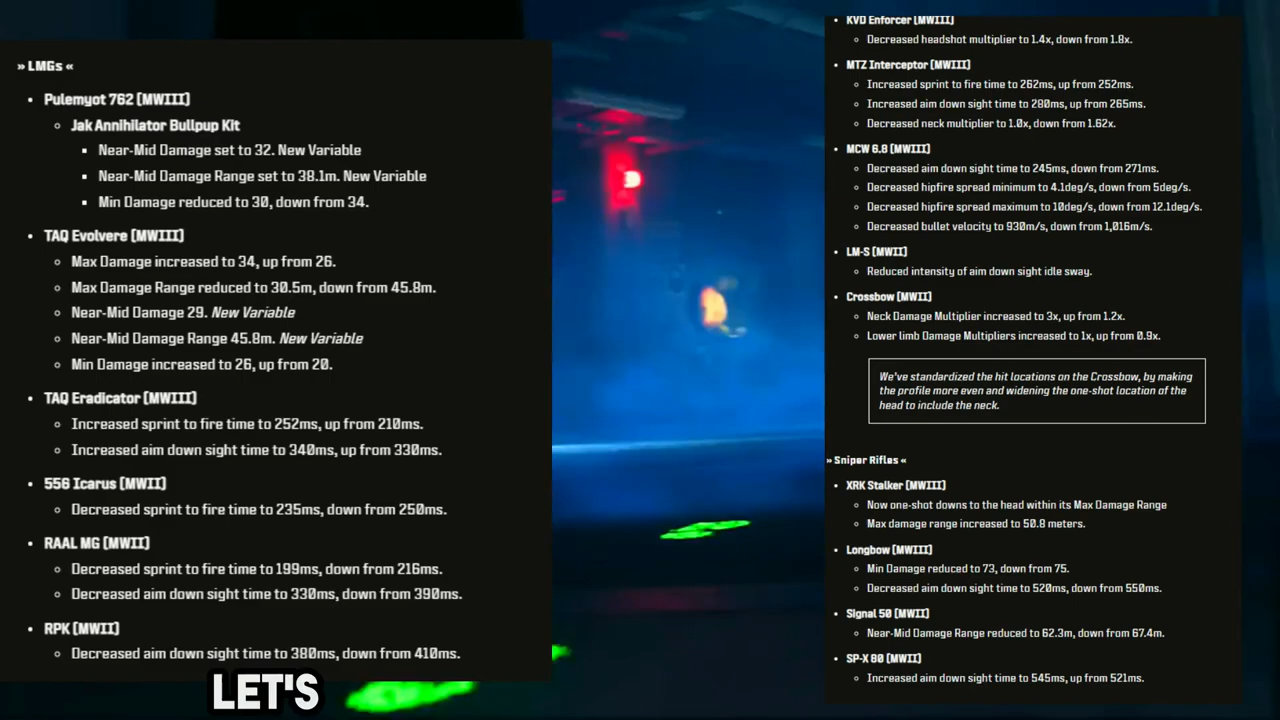 » LMGs «
• Pulemyot 762 (MWIII)
◦ Jak Annihilator Bullpup Kit
▪ Near-Mid Damage set to 32. New Variable
▪ Near-Mid Damage Range set to 38.1m. New Variable
▪ Min Damage reduced to 30, down from 34.
• TAQ Evolvere (MWIII)
◦ Max Damage increased to 34, up from 26.
◦ Max Damage Range reduced to 30.5m, down from 45.8m.
◦ Near-Mid Damage 29. New Variable
◦ Near-Mid Damage Range 45.8m. New Variable
◦ Min Damage increased to 26, up from 20.
• TAQ Eradicator (MWIII)
◦ Increased sprint to fire time to 252ms, up from 210ms.
◦ Increased aim down sight time to 340ms, up from 330ms.
• 556 Icarus (MWII)
◦ Decreased sprint to fire time to 235ms, down from 250ms.
• RAAL MG (MWII)
◦ Decreased sprint to fire time to 199ms, down from 216ms.
◦ Decreased aim down sight time to 330ms, down from 390ms.
• RPK (MWII)
◦ Decreased aim down sight time to 380ms, down from 410ms.
LET'S
• KVD Enforcer (MWIII)
◦ Decreased headshot multiplier to 1.4x, down from 1.8x.
• MTZ Interceptor (MWIII)
◦ Increased sprint to fire time to 262ms, up from 252ms.
◦ Increased aim down sight time to 280ms, up from 265ms.
◦ Decreased neck multiplier to 1.0x, down from 1.62x.
• MCW 6.8 (MWIII)
◦ Decreased aim down sight time to 245ms, down from 271ms.
◦ Decreased hipfire spread minimum to 4.1deg/s, down from 5deg/s.
◦ Decreased hipfire spread maximum to 10deg/s, down from 12.1deg/s.
◦ Decreased bullet velocity to 930m/s, down from 1,016m/s.
• LM-S (MWII)
◦ Reduced intensity of aim down sight idle sway.
• Crossbow (MWII)
◦ Neck Damage Multiplier increased to 3x, up from 1.2x.
◦ Lower limb Damage Multipliers increased to 1x, up from 0.9x.
We've standardized the hit locations on the Crossbow, by making
the profile more even and widening the one-shot location of the
head to include the neck.
» Sniper Rifles «
• XRK Stalker (MWIII)
◦ Now one-shot downs to the head within its Max Damage Range
◦ Max damage range increased to 50.8 meters.
• Longbow (MWIII)
◦ Min Damage reduced to 73, down from 75.
◦ Decreased aim down sight time to 520ms, down from 550ms.
• Signal 50 (MWII)
◦ Near-Mid Damage Range reduced to 62.3m, down from 67.4m.
• SP-X 80 (MWII)
◦ Increased aim down sight time to 545ms, up from 521ms.